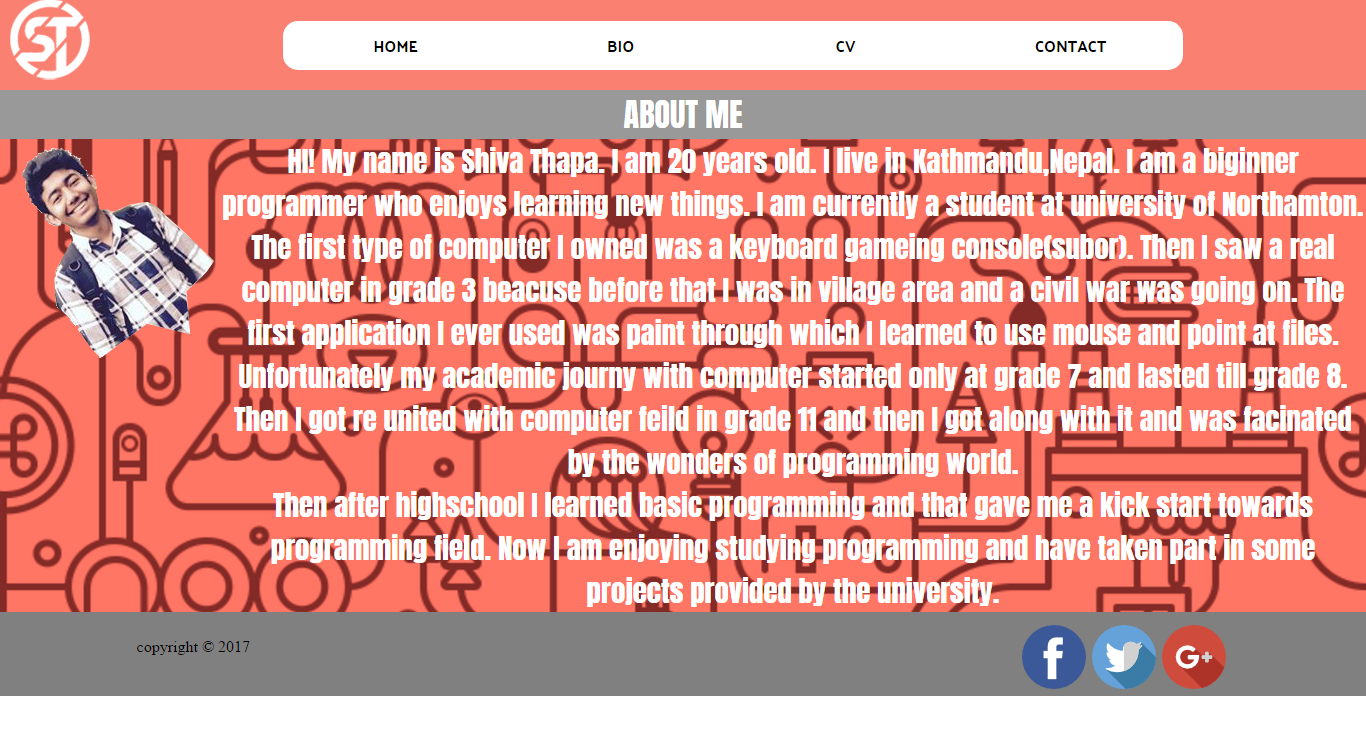 ST
HOME BIO CV CONTACT
ABOUT ME
HI! My name is Shiva Thapa. I am 20 years old. I live in Kathmandu,Nepal. I am a biginner
programmer who enjoys learning new things. I am currently a student at university of Northamton.
The first type of computer I owned was a keyboard gameing console(subor). Then I saw a real
computer in grade 3 beacuse before that I was in village area and a civil war was going on. The
first application I ever used was paint through which I learned to use mouse and point at files.
Unfortunately my academic journy with computer started only at grade 7 and lasted till grade 8.
Then I got re united with computer feild in grade 11 and then I got along with it and was facinated
by the wonders of programming world.
Then after highschool I learned basic programming and that gave me a kick start towards
programming field. Now I am enjoying studying programming and have taken part in some
projects provided by the university.
copyright © 2017
f G+